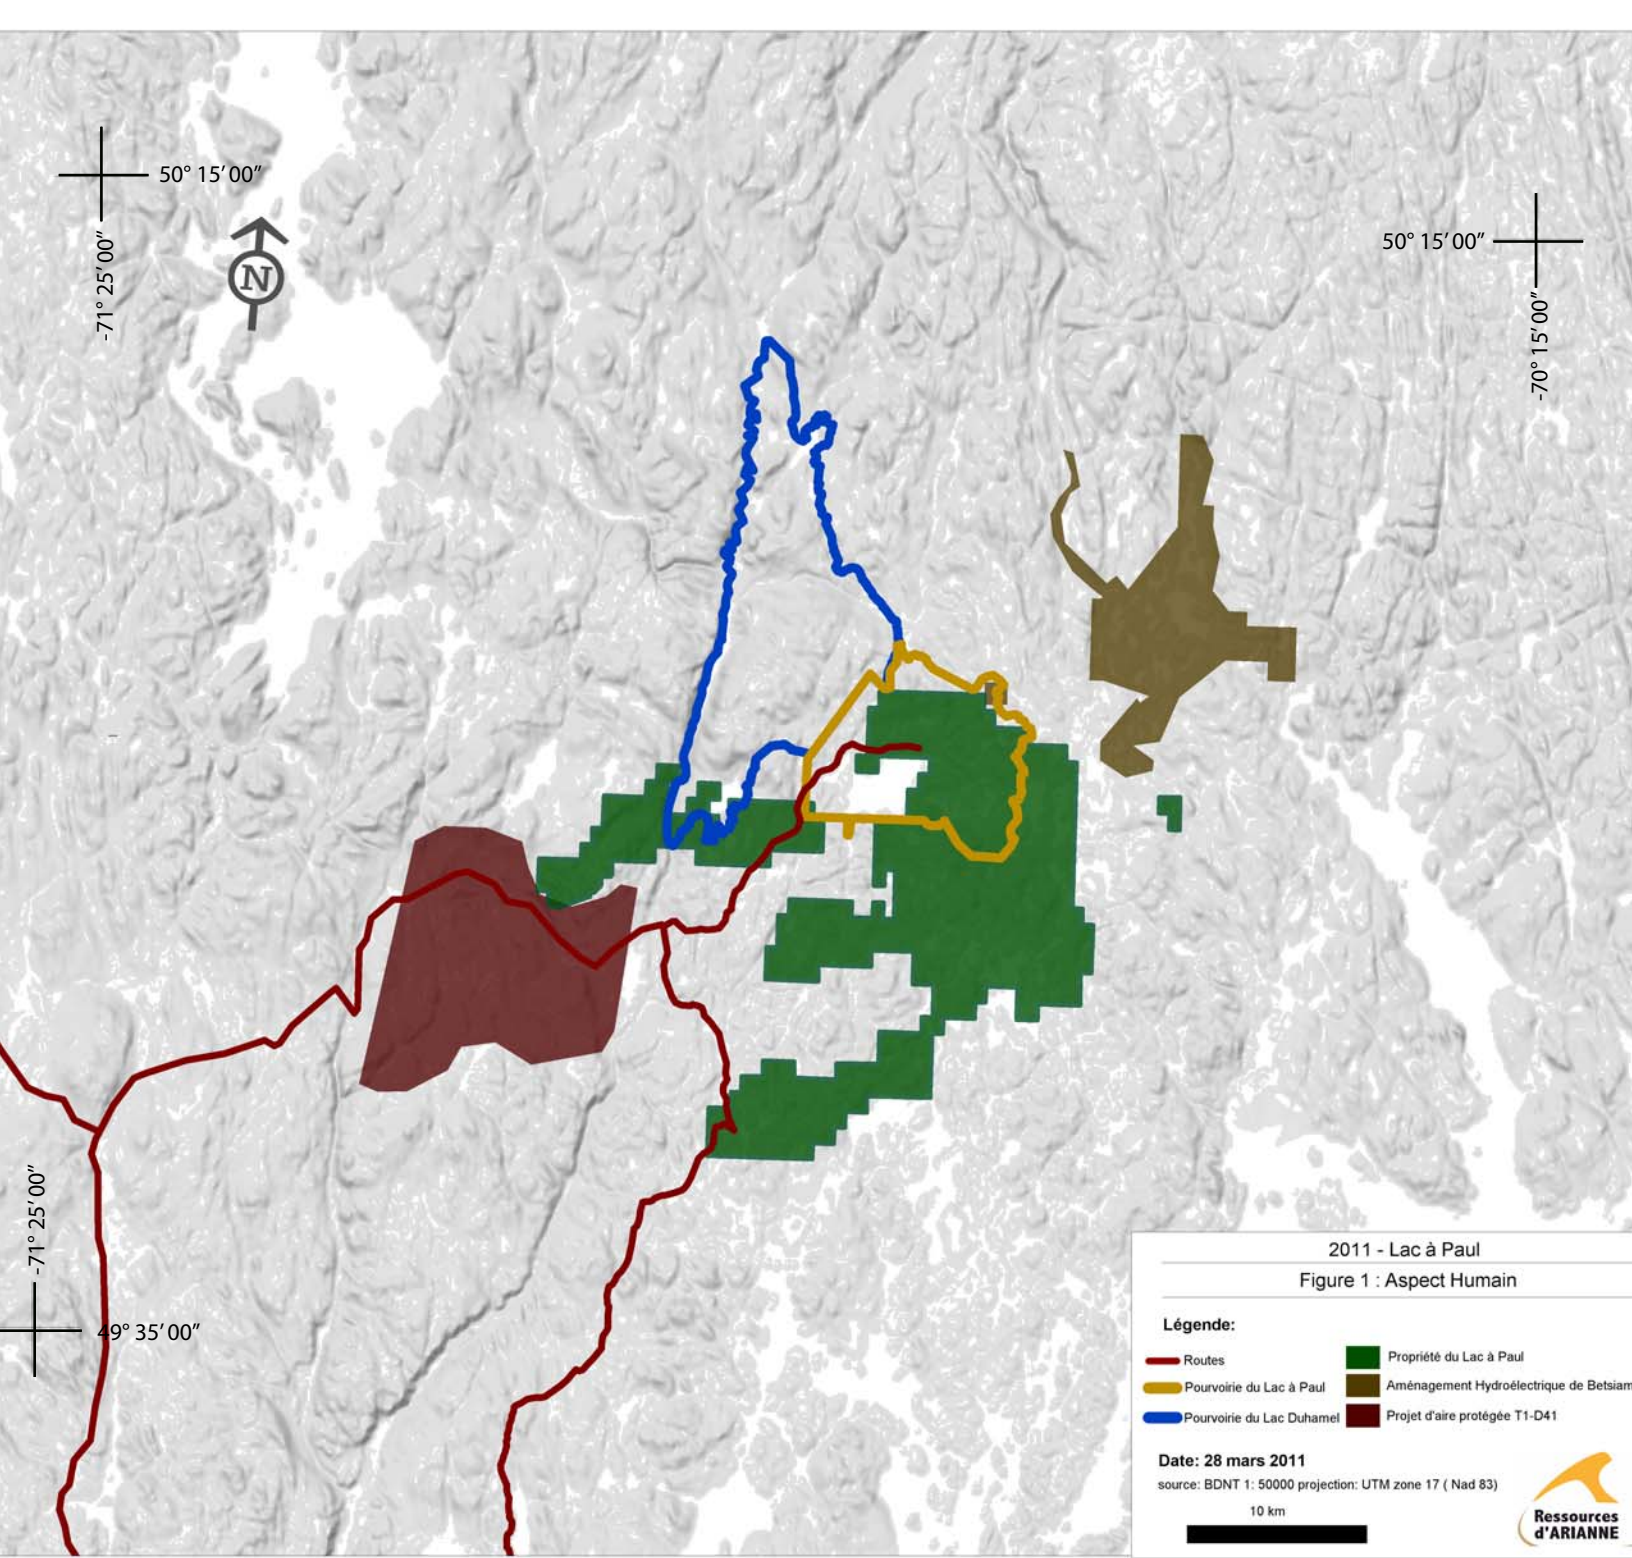 50° 15' 00"
-71° 25' 00"
N
50° 15' 00"
-70° 15' 00"
-71° 25' 00"
49° 35' 00"
2011 - Lac à Paul
Figure 1 : Aspect Humain
Légende:
Routes
Pourvoirie du Lac à Paul
Pourvoirie du Lac Duhamel
Propriété du Lac à Paul
Aménagement Hydroélectrique de Betsiam
Projet d'aire protégée T1-D41
Date: 28 mars 2011
source: BDNT 1: 50000 projection: UTM zone 17 ( Nad 83)
10 km
Ressources
d'ARIANNE